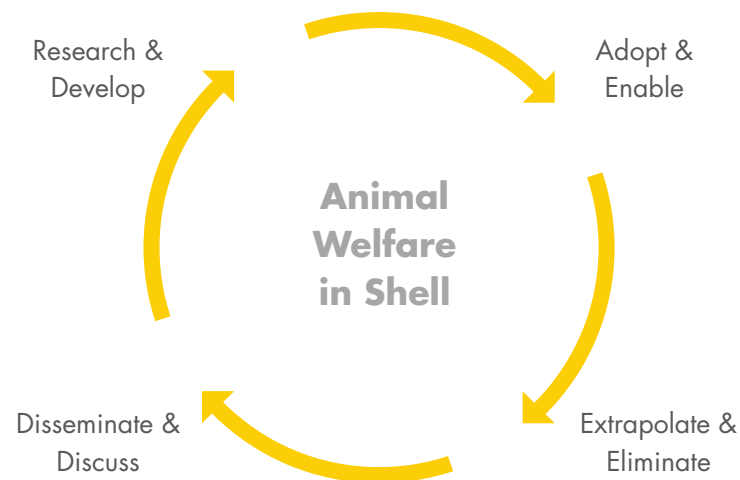 Research &
Develop
Adopt &
Enable
Animal
Welfare
in Shell
Disseminate &
Discuss
Extrapolate &
Eliminate